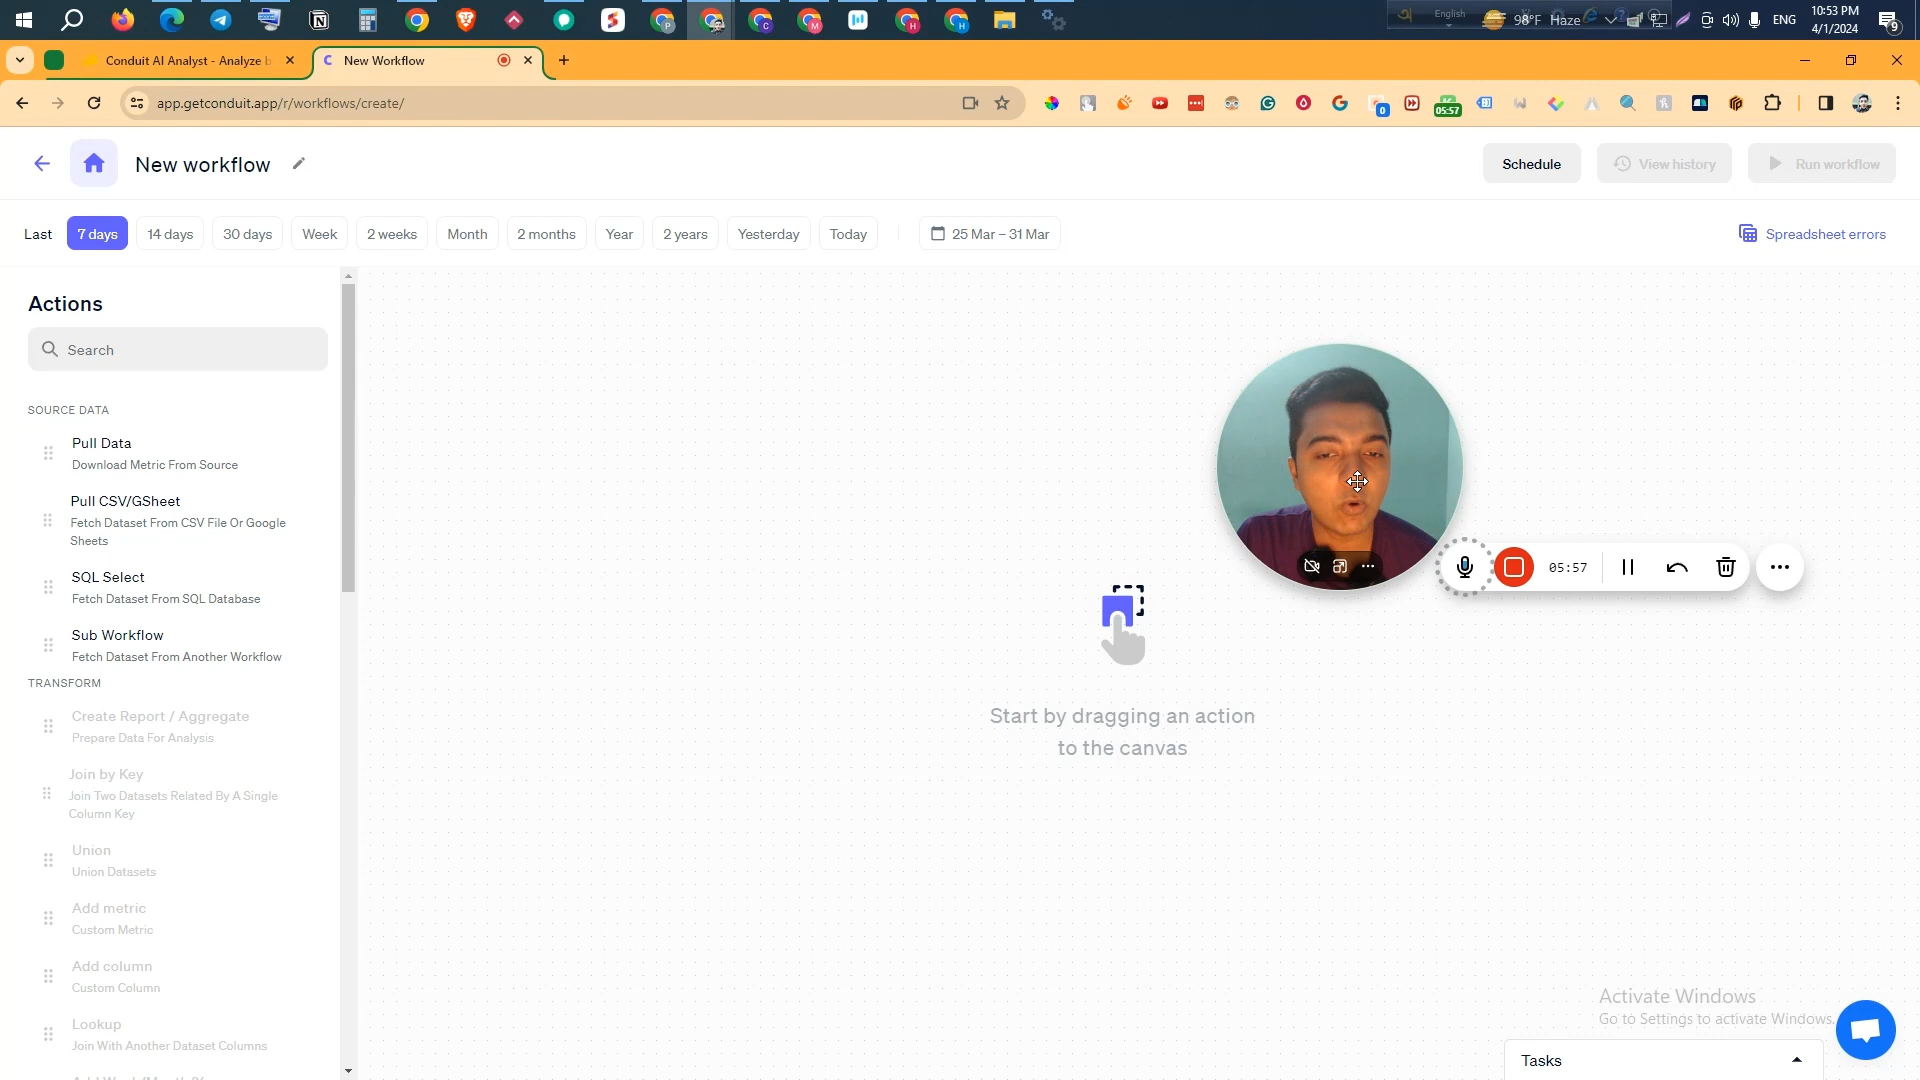 English
98°F Haze
ENG
10:53 PM
4/1/2024
9
Conduit AI Analyst - Analyze b
New Workflow
app.getconduit.app/r/workflows/create/
0
05:57
New workflow
Schedule
View history
Run workflow
Last
7 days
14 days
30 days
Week
2 weeks
Month
2 months
Year
2 years
Yesterday
Today
25 Mar – 31 Mar
Spreadsheet errors
Actions
Search
SOURCE DATA
Pull Data
Download Metric From Source
Pull CSV/GSheet
Fetch Dataset From CSV File Or Google
Sheets
SQL Select
Fetch Dataset From SQL Database
Sub Workflow
Fetch Dataset From Another Workflow
TRANSFORM
Create Report / Aggregate
Prepare Data For Analysis
Join by Key
Join Two Datasets Related By A Single
Column Key
Union
Union Datasets
Add metric
Custom Metric
Add column
Custom Column
Lookup
Join With Another Dataset Columns
05:57
Start by dragging an action
to the canvas
Activate Windows
Go to Settings to activate Windows.
Tasks